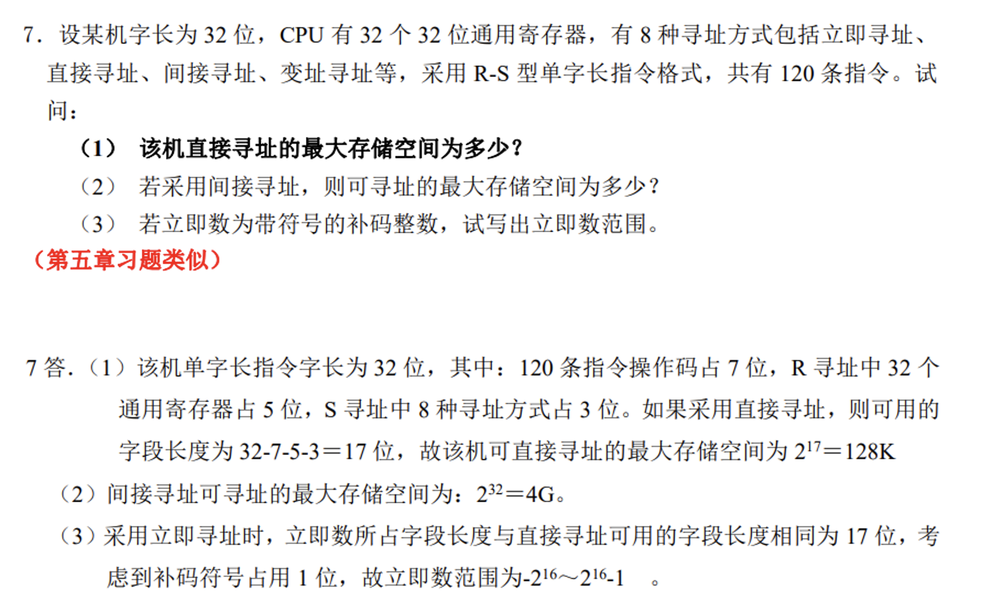 7. 设某机字长为 32 位，CPU 有 32 个 32 位通用寄存器，有 8 种寻址方式包括立即寻址、
直接寻址、间接寻址、变址寻址等，采用 R-S 型单字长指令格式，共有 120 条指令。试
问：
（1） 该机直接寻址的最大存储空间为多少？
（2） 若采用间接寻址，则可寻址的最大存储空间为多少？
（3） 若立即数为带符号的补码整数，试写出立即数范围。
（第五章习题类似）
7 答.（1）该机单字长指令字长为 32 位，其中：120 条指令操作码占 7 位，R 寻址中 32 个
通用寄存器占 5 位，S 寻址中 8 种寻址方式占 3 位。如果采用直接寻址，则可用的
字段长度为 32-7-5-3＝17 位，故该机可直接寻址的最大存储空间为 2¹⁷＝128K
（2）间接寻址可寻址的最大存储空间为：2³²＝4G。
（3）采用立即寻址时，立即数所占字段长度与直接寻址可用的字段长度相同为 17 位，考
虑到补码符号占用 1 位，故立即数范围为-2¹⁶～2¹⁶-1 。